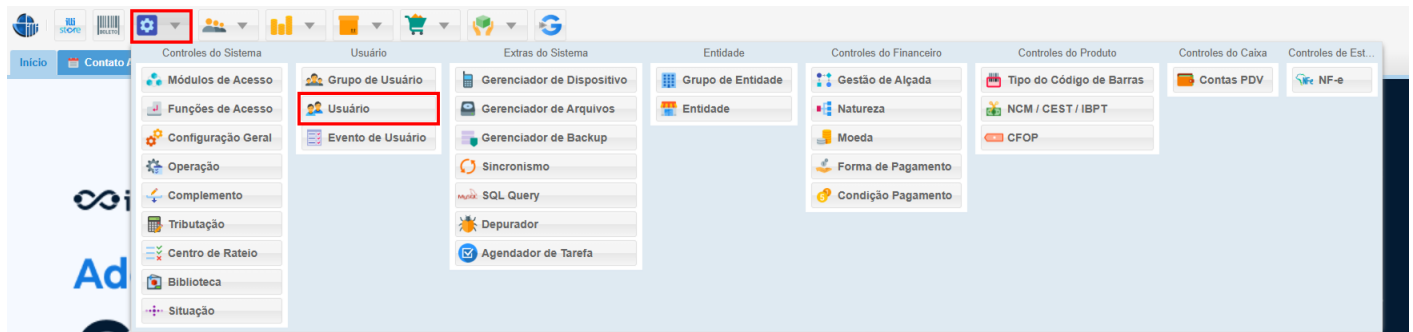 illi
store
BOLETO
Controles do Sistema
Usuário
Extras do Sistema
Entidade
Controles do Financeiro
Controles do Produto
Controles do Caixa
Controles de Est...
Início
Contato A
Módulos de Acesso
Grupo de Usuário
Gerenciador de Dispositivo
Grupo de Entidade
Gestão de Alçada
Tipo do Código de Barras
Contas PDV
NF-e
Funções de Acesso
Usuário
Gerenciador de Arquivos
Entidade
Natureza
NCM / CEST / IBPT
Configuração Geral
Evento de Usuário
Gerenciador de Backup
Moeda
CFOP
Operação
Sincronismo
Forma de Pagamento
Complemento
SQL Query
Condição Pagamento
Tributação
Depurador
Centro de Rateio
Agendador de Tarefa
Biblioteca
Situação
Ad